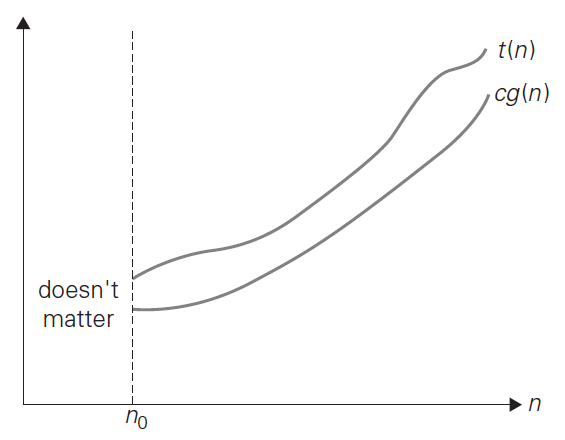 t(n)
cg(n)
doesn't
matter
n
n₀